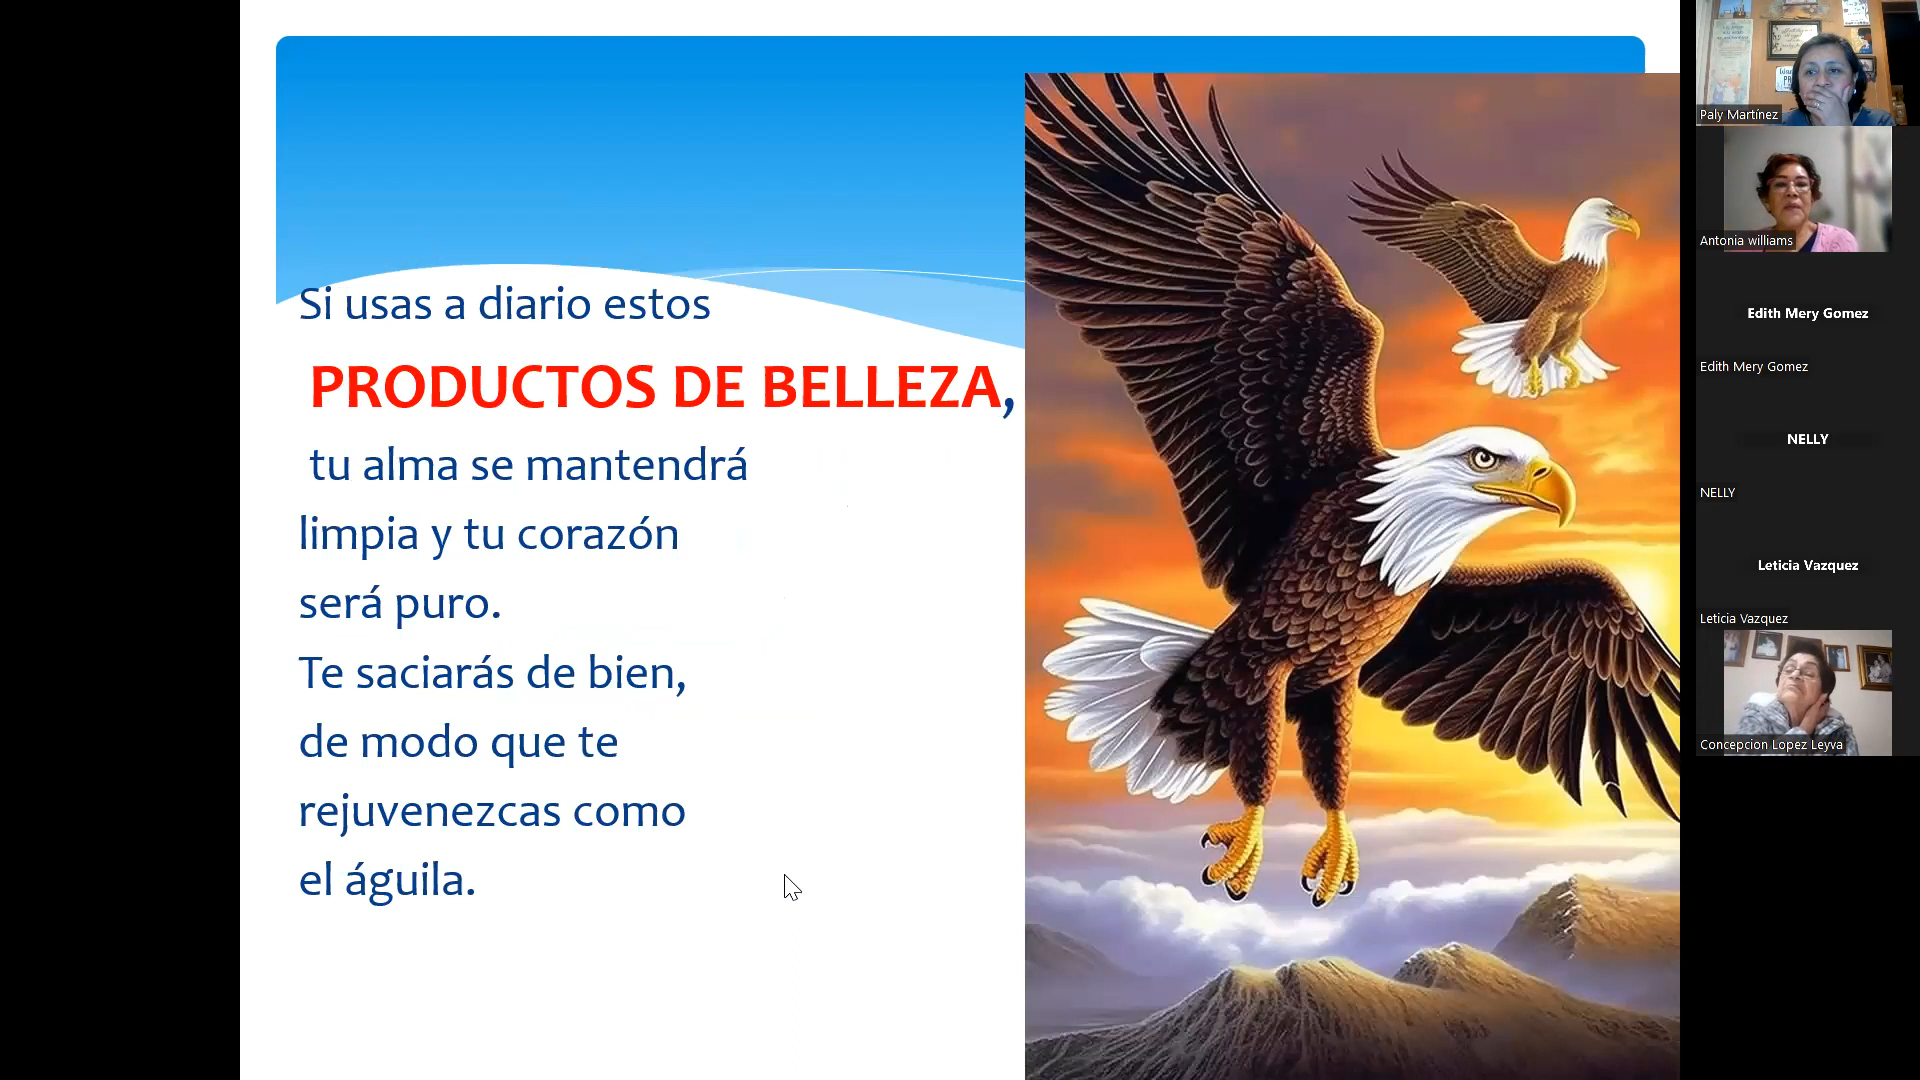 Si usas a diario estos
PRODUCTOS DE BELLEZA,
tu alma se mantendrá
limpia y tu corazón
será puro.
Te saciarás de bien,
de modo que te
rejuvenezcas como
el águila.
Paly Martínez
Antonia williams
Edith Mery Gomez
Edith Mery Gomez
NELLY
NELLY
Leticia Vazquez
Leticia Vazquez
Concepcion Lopez Leyva